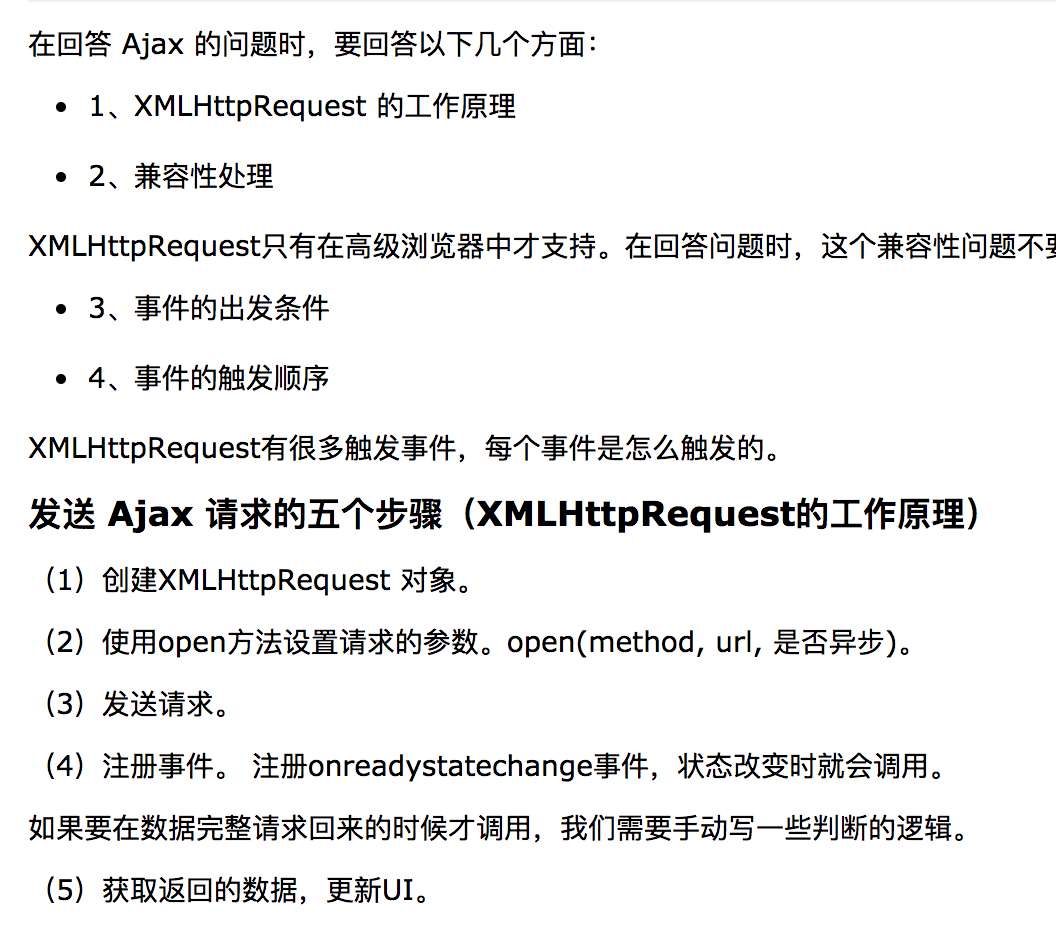 在回答 Ajax 的问题时，要回答以下几个方面：
• 1、XMLHttpRequest 的工作原理
• 2、兼容性处理
XMLHttpRequest只有在高级浏览器中才支持。在回答问题时，这个兼容性问题不
• 3、事件的出发条件
• 4、事件的触发顺序
XMLHttpRequest有很多触发事件，每个事件是怎么触发的。
发送 Ajax 请求的五个步骤（XMLHttpRequest的工作原理）
（1）创建XMLHttpRequest 对象。
（2）使用open方法设置请求的参数。open(method, url, 是否异步)。
（3）发送请求。
（4）注册事件。 注册onreadystatechange事件，状态改变时就会调用。
如果要在数据完整请求回来的时候才调用，我们需要手动写一些判断的逻辑。
（5）获取返回的数据，更新UI。